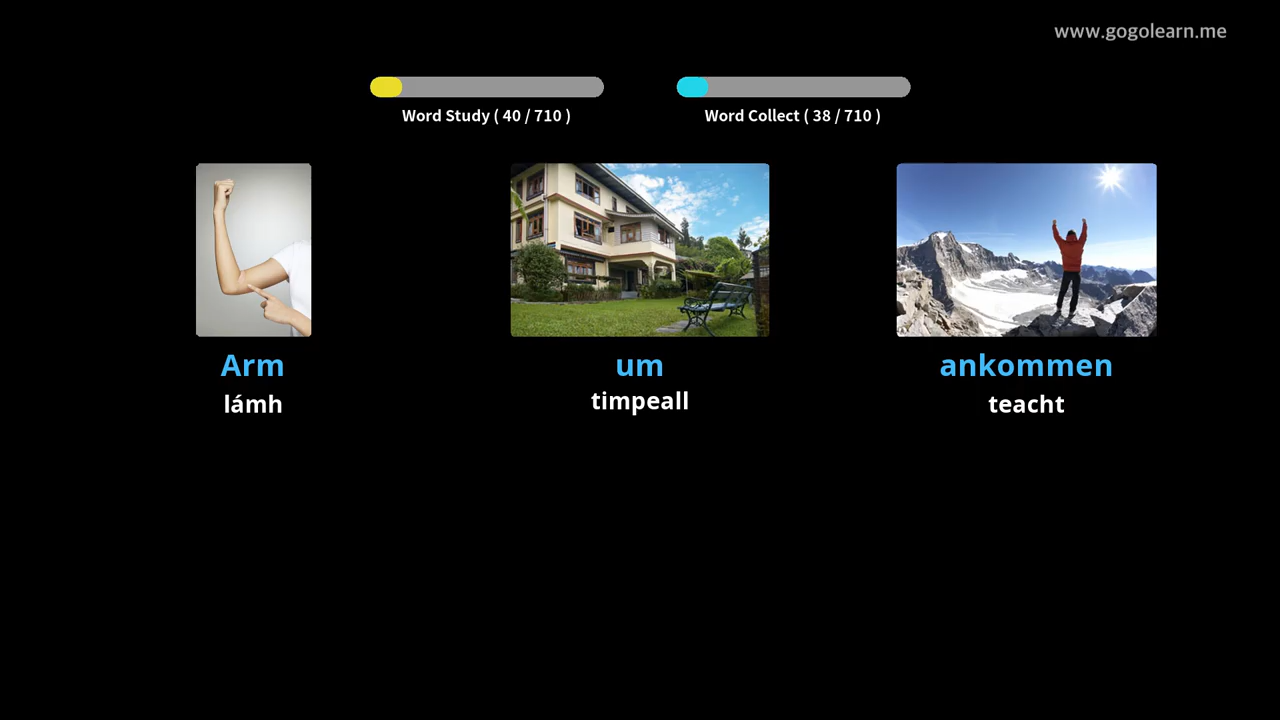 www.gogolearn.me
Word Study ( 40 / 710 )
Word Collect ( 38 / 710 )
Arm
um
ankommen
lámh
timpeall
teacht